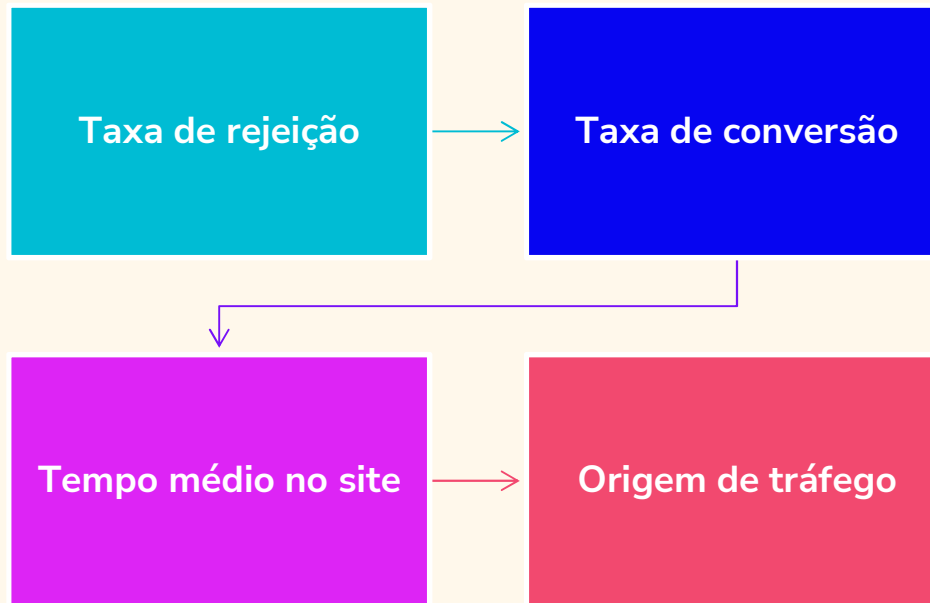 Taxa de rejeição
Taxa de conversão
Tempo médio no site
Origem de tráfego